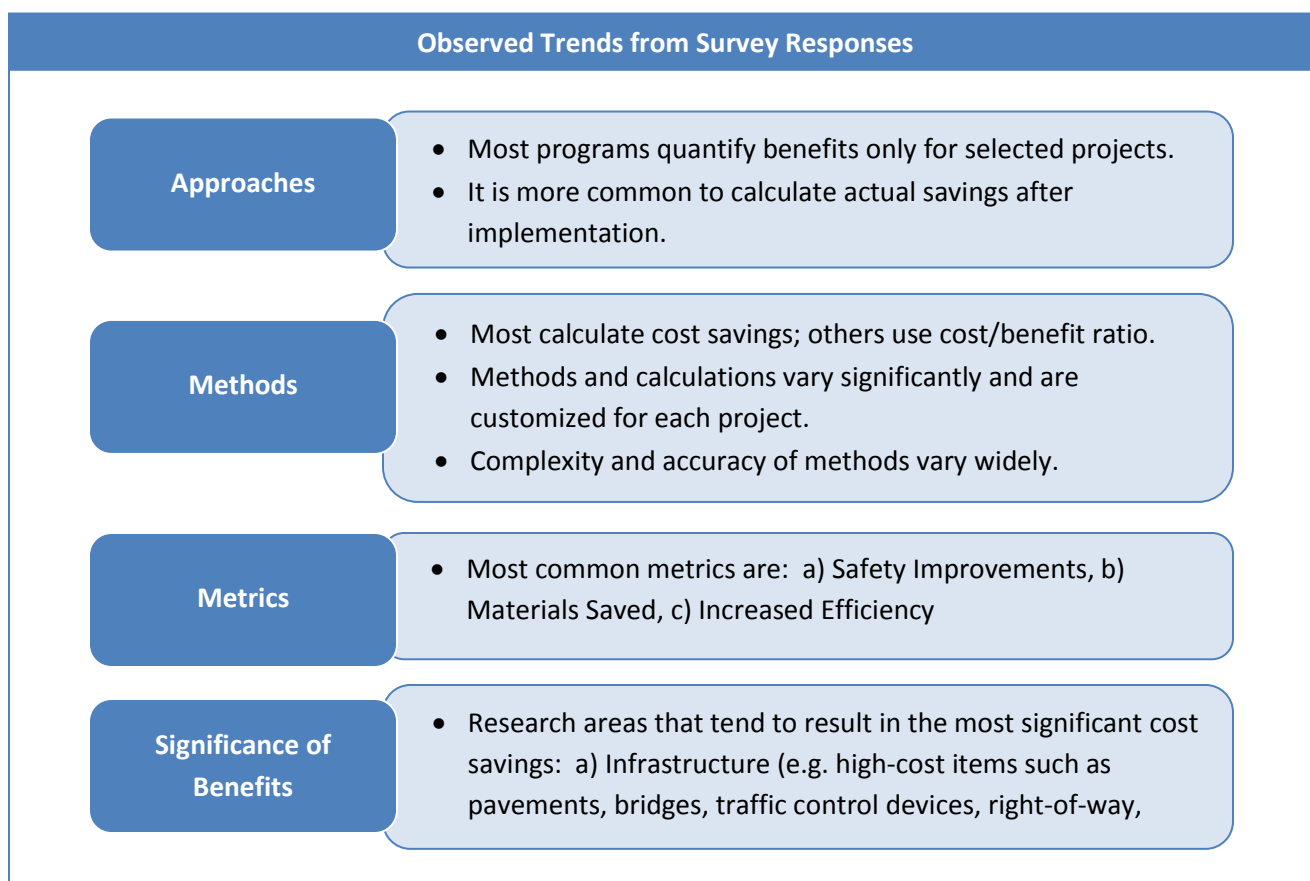 Observed Trends from Survey Responses
Approaches
• Most programs quantify benefits only for selected projects.
• It is more common to calculate actual savings after
implementation.
Methods
• Most calculate cost savings; others use cost/benefit ratio.
• Methods and calculations vary significantly and are
customized for each project.
• Complexity and accuracy of methods vary widely.
Metrics
• Most common metrics are:  a) Safety Improvements, b)
Materials Saved, c) Increased Efficiency
Significance of
Benefits
• Research areas that tend to result in the most significant cost
savings:  a) Infrastructure (e.g. high-cost items such as
pavements, bridges, traffic control devices, right-of-way,